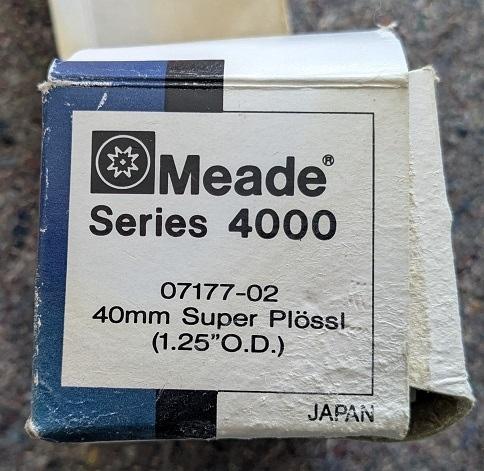 Meade®
Series 4000
07177-02
40mm Super Plössl
(1.25"O.D.)
JAPAN